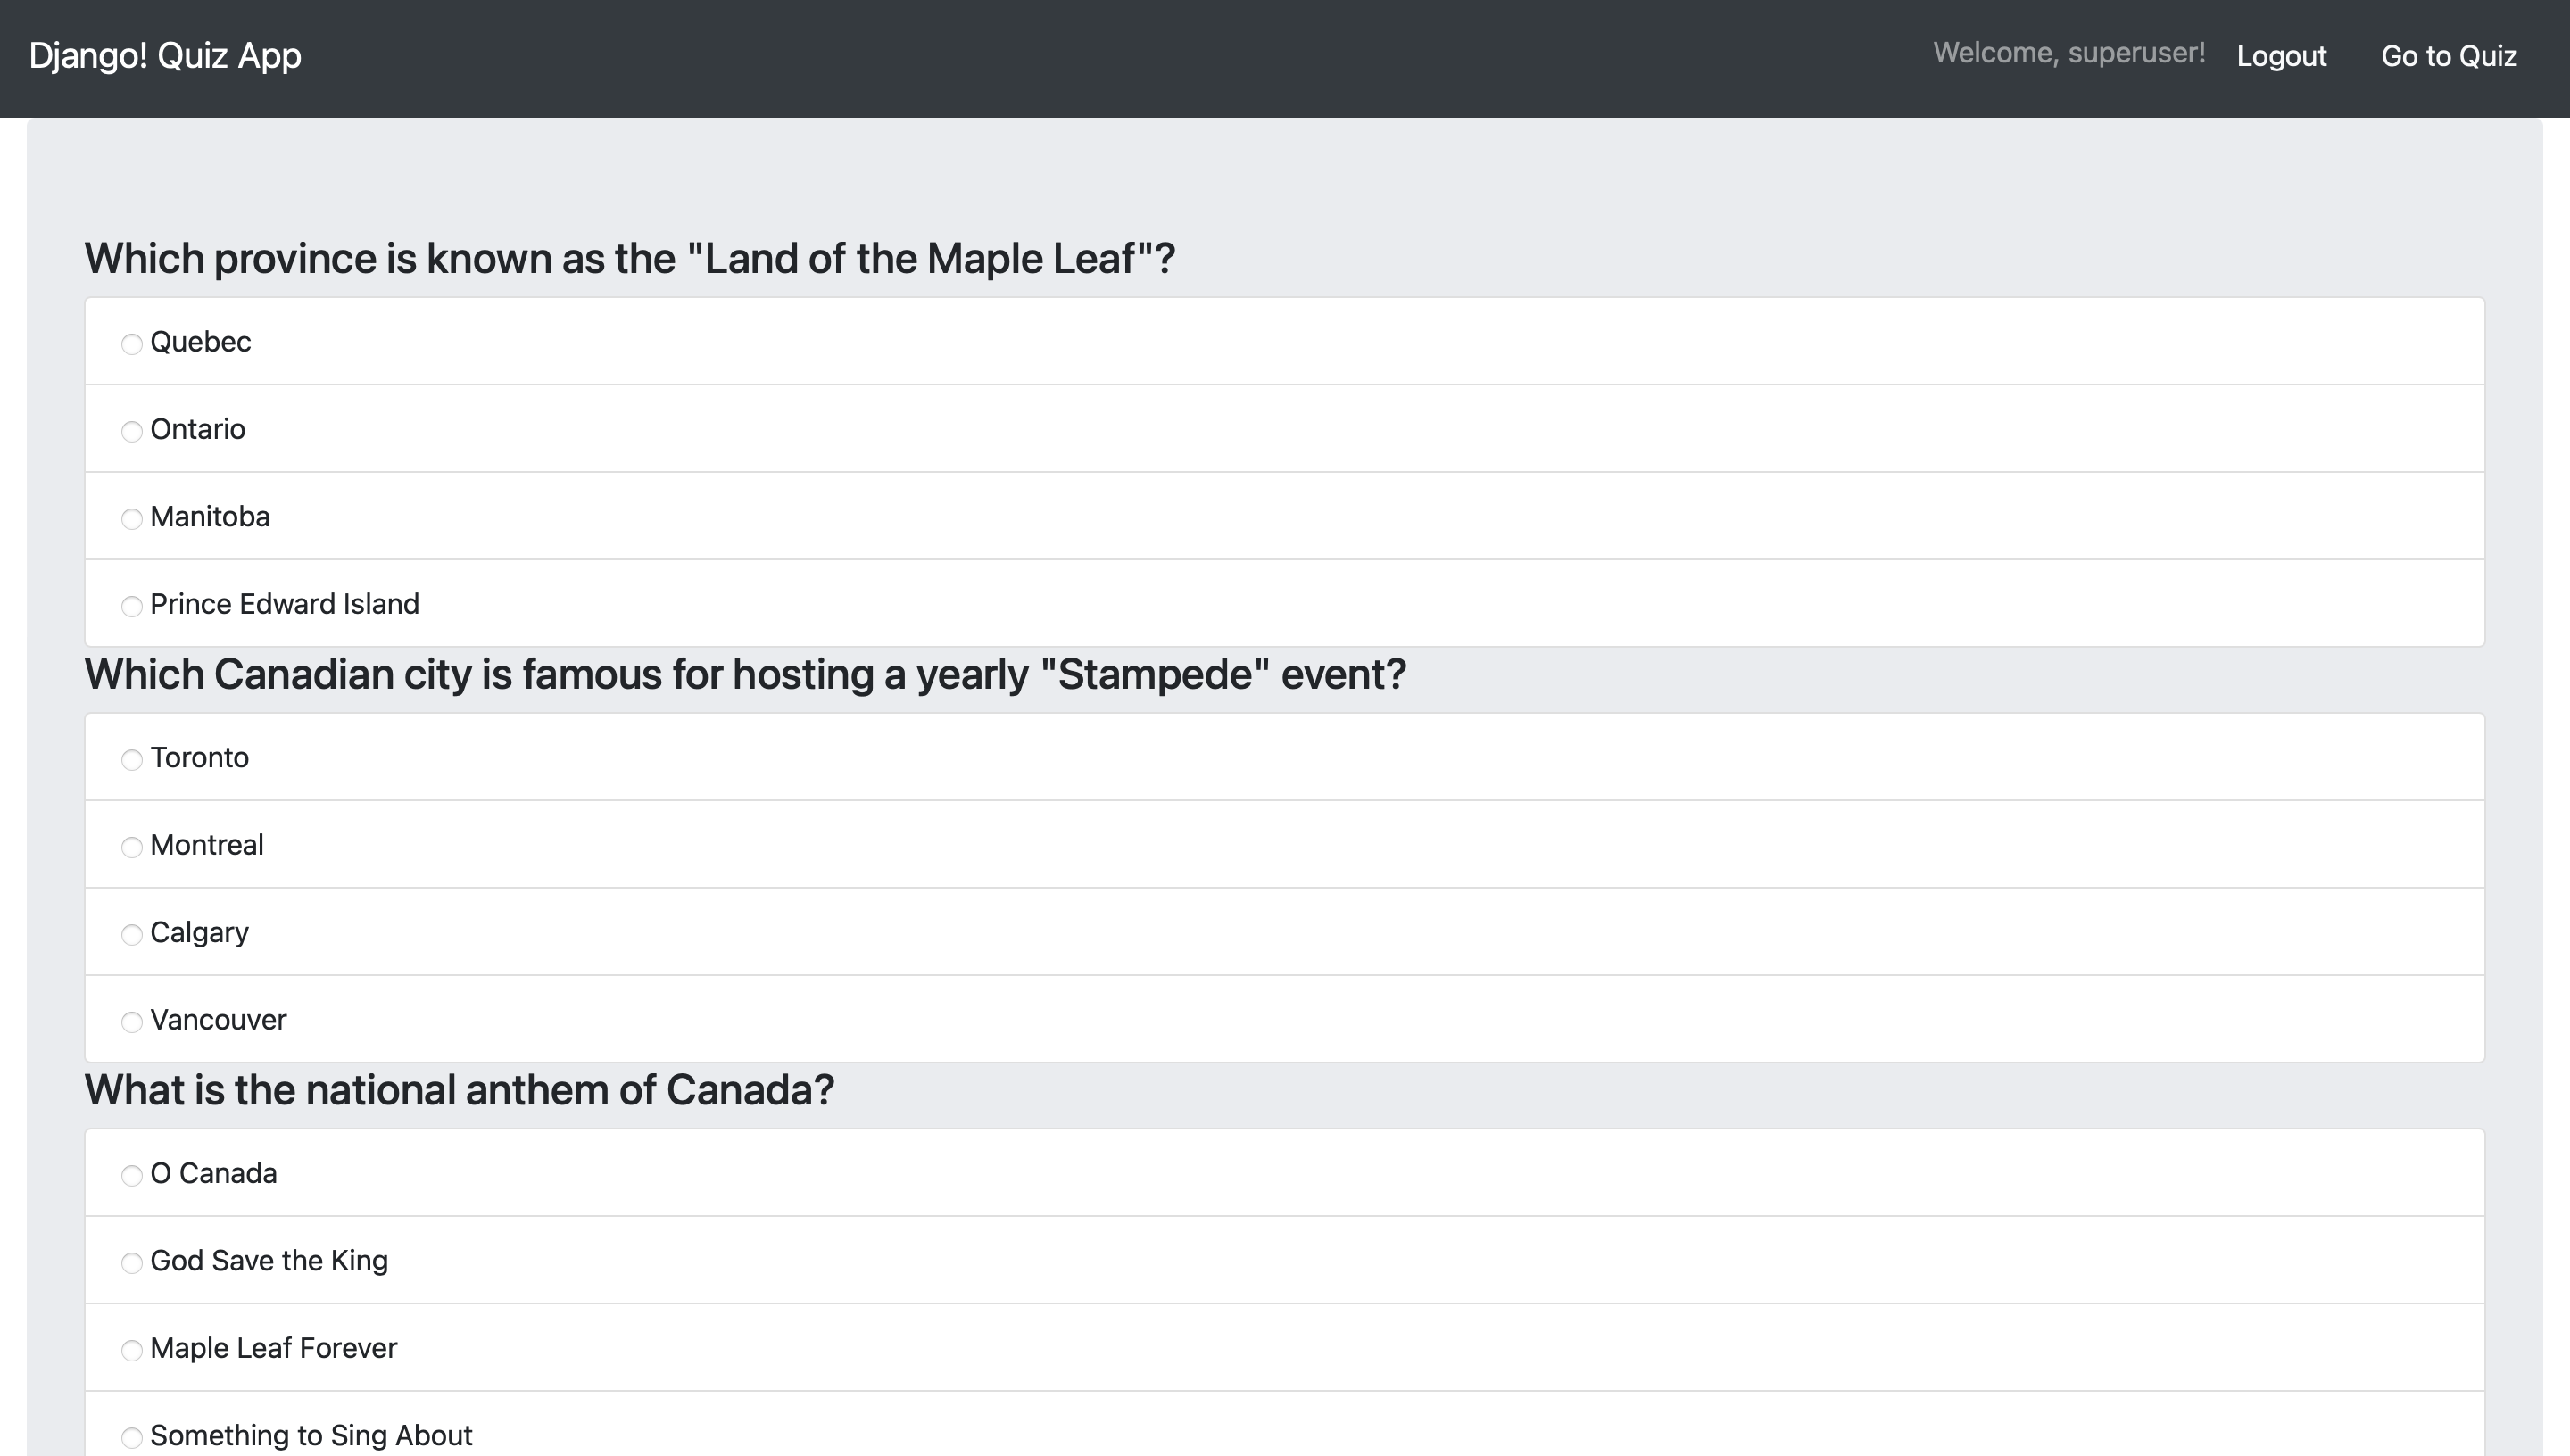 Django! Quiz App
Welcome, superuser! Logout Go to Quiz
Which province is known as the "Land of the Maple Leaf"?
Quebec
Ontario
Manitoba
Prince Edward Island
Which Canadian city is famous for hosting a yearly "Stampede" event?
Toronto
Montreal
Calgary
Vancouver
What is the national anthem of Canada?
O Canada
God Save the King
Maple Leaf Forever
Something to Sing About